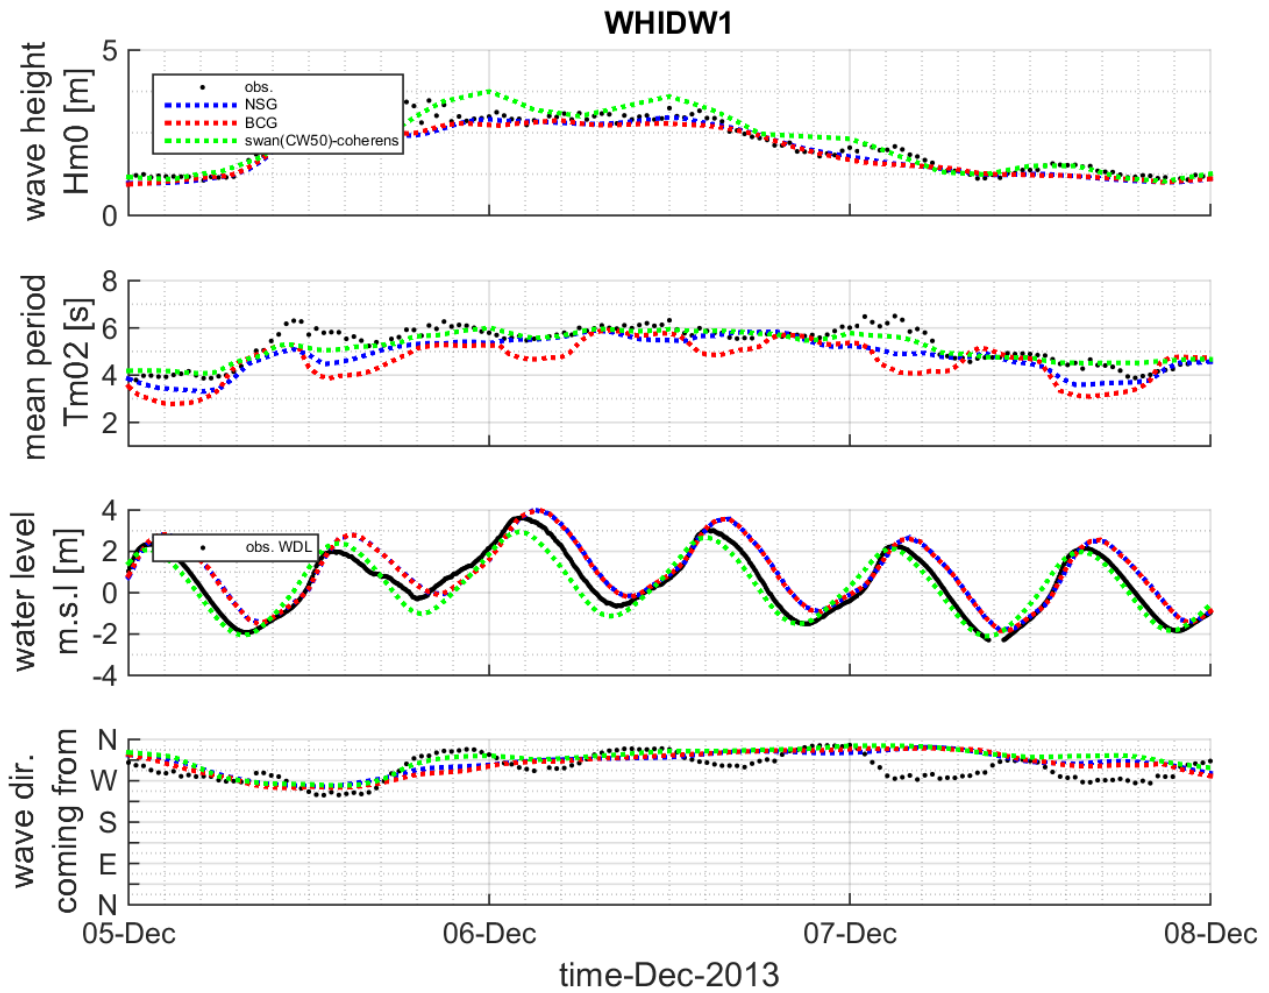 WHIDW1
wave height
Hm0 [m]
5
0
obs.
NSG
BCG
swan(CW50)-coherens
mean period
Tm02 [s]
8
6
4
2
water level
m.s.l [m]
4
2
0
-2
-4
obs. WDL
wave dir.
coming from
N
W
S
E
N
05-Dec
06-Dec
07-Dec
08-Dec
time-Dec-2013